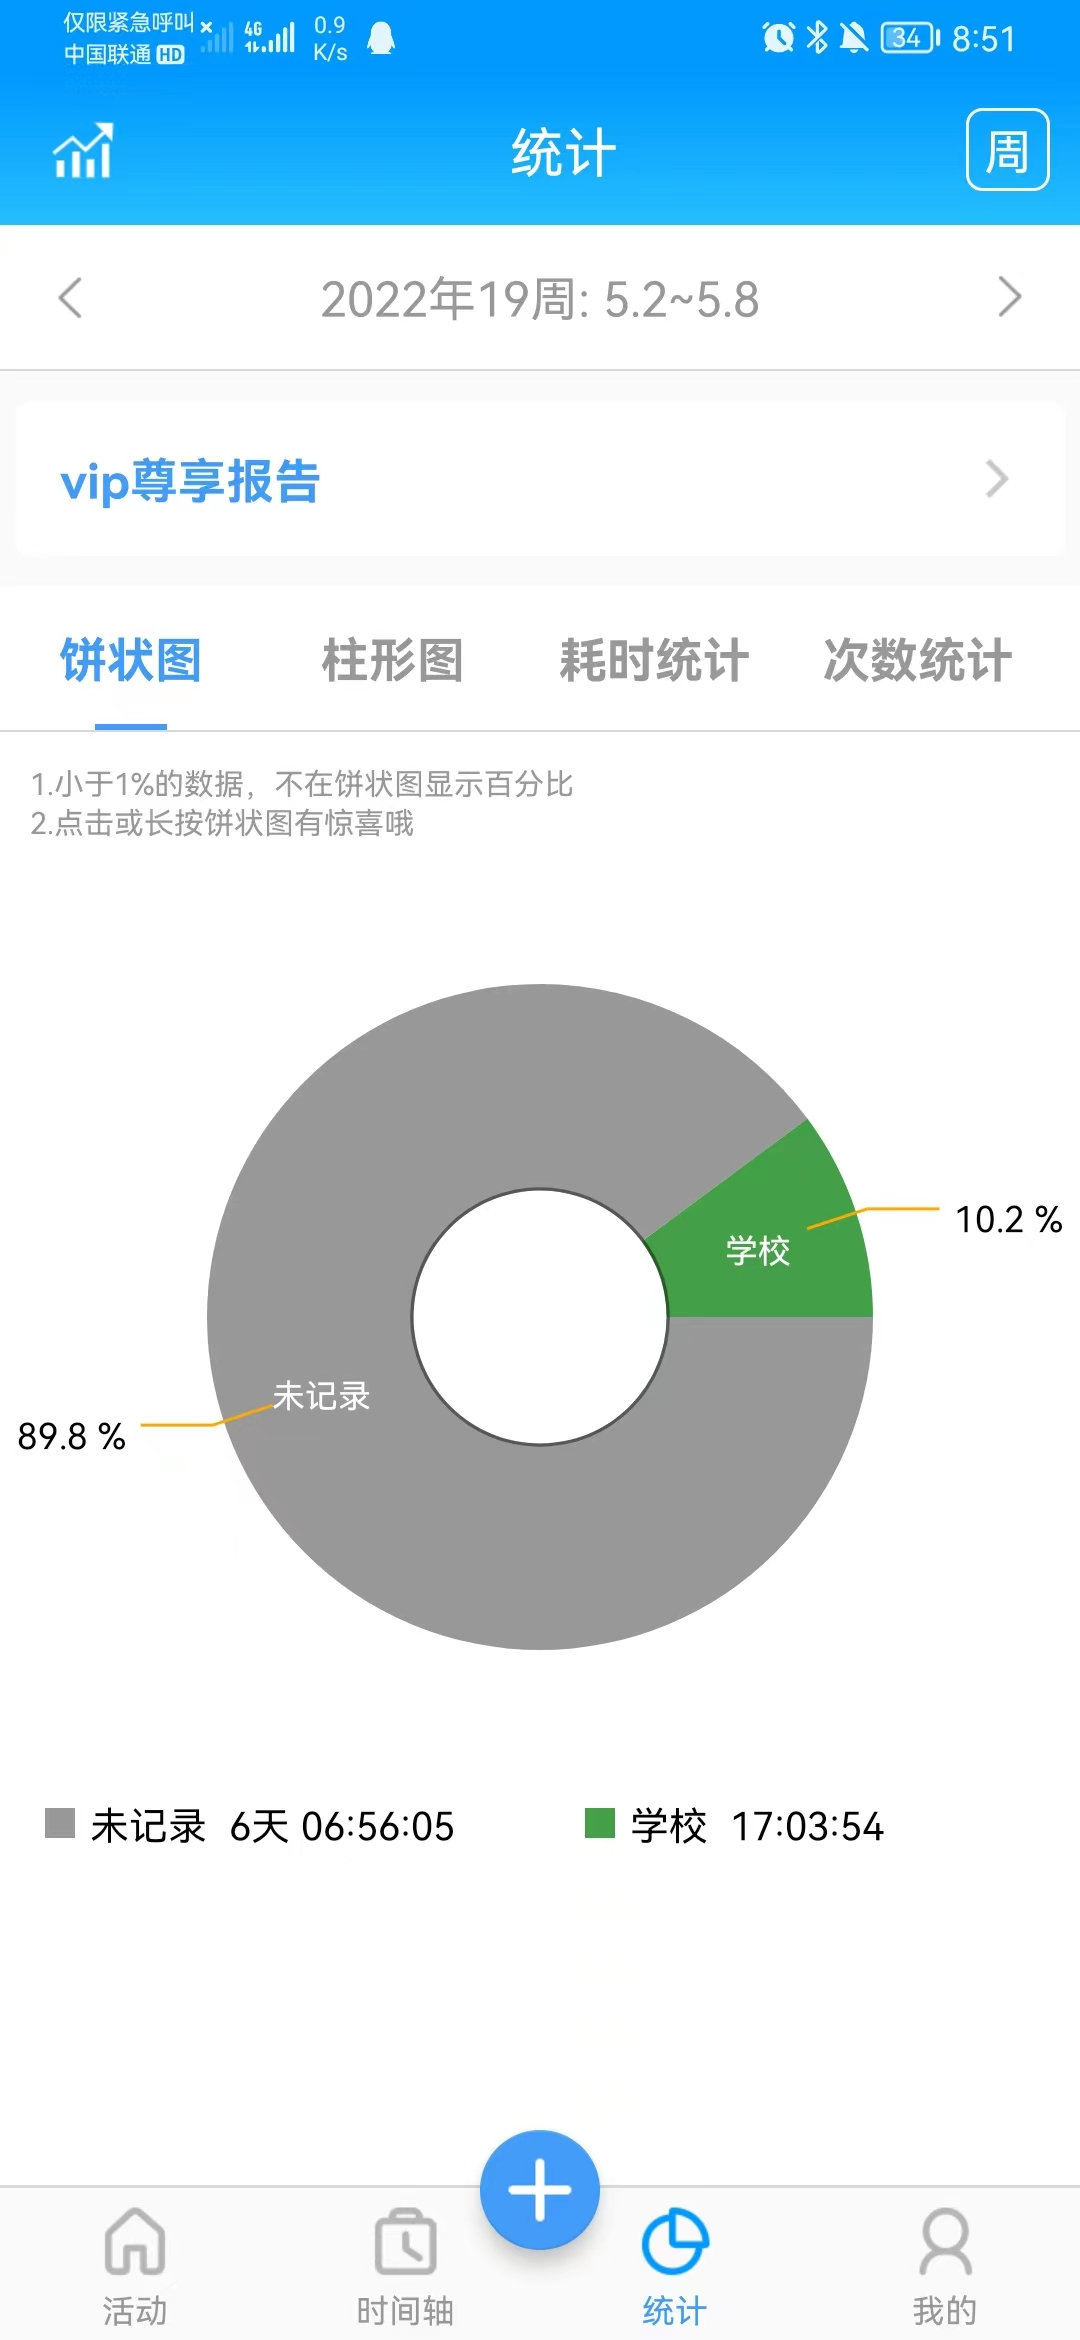 仅限紧急呼叫
中国联通 HD
4G
0.9
K/s
34
8:51
统计
周
2022年19周: 5.2~5.8
vip尊享报告
饼状图
柱形图
耗时统计
次数统计
1.小于1%的数据，不在饼状图显示百分比
2.点击或长按饼状图有惊喜哦
10.2 %
学校
未记录
89.8 %
未记录 6天 06:56:05
学校 17:03:54
活动
时间轴
统计
我的